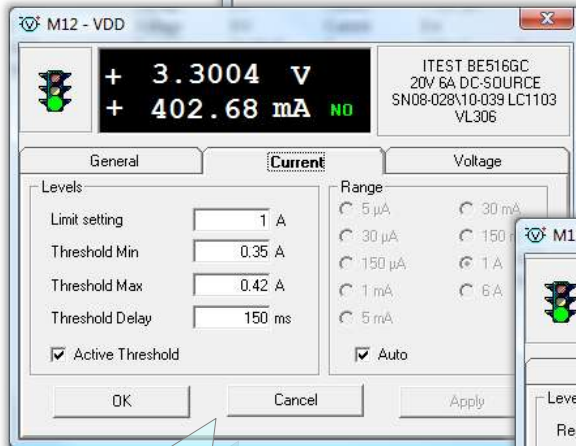 M12 - VDD
+ 3.3004 V
+ 402.68 mA NO
ITEST BE516GC
20V 6A DC-SOURCE
SN08-028\10-039 LC1103
VL306
General
Current
Voltage
Levels
Limit setting 1 A
Threshold Min 0.35 A
Threshold Max 0.42 A
Threshold Delay 150 ms
Active Threshold
Range
5 µA
30 µA
150 µA
1 mA
5 mA
30 mA
150
1 A
6 A
Auto
OK
Cancel
Apply
M1
Leve
Re